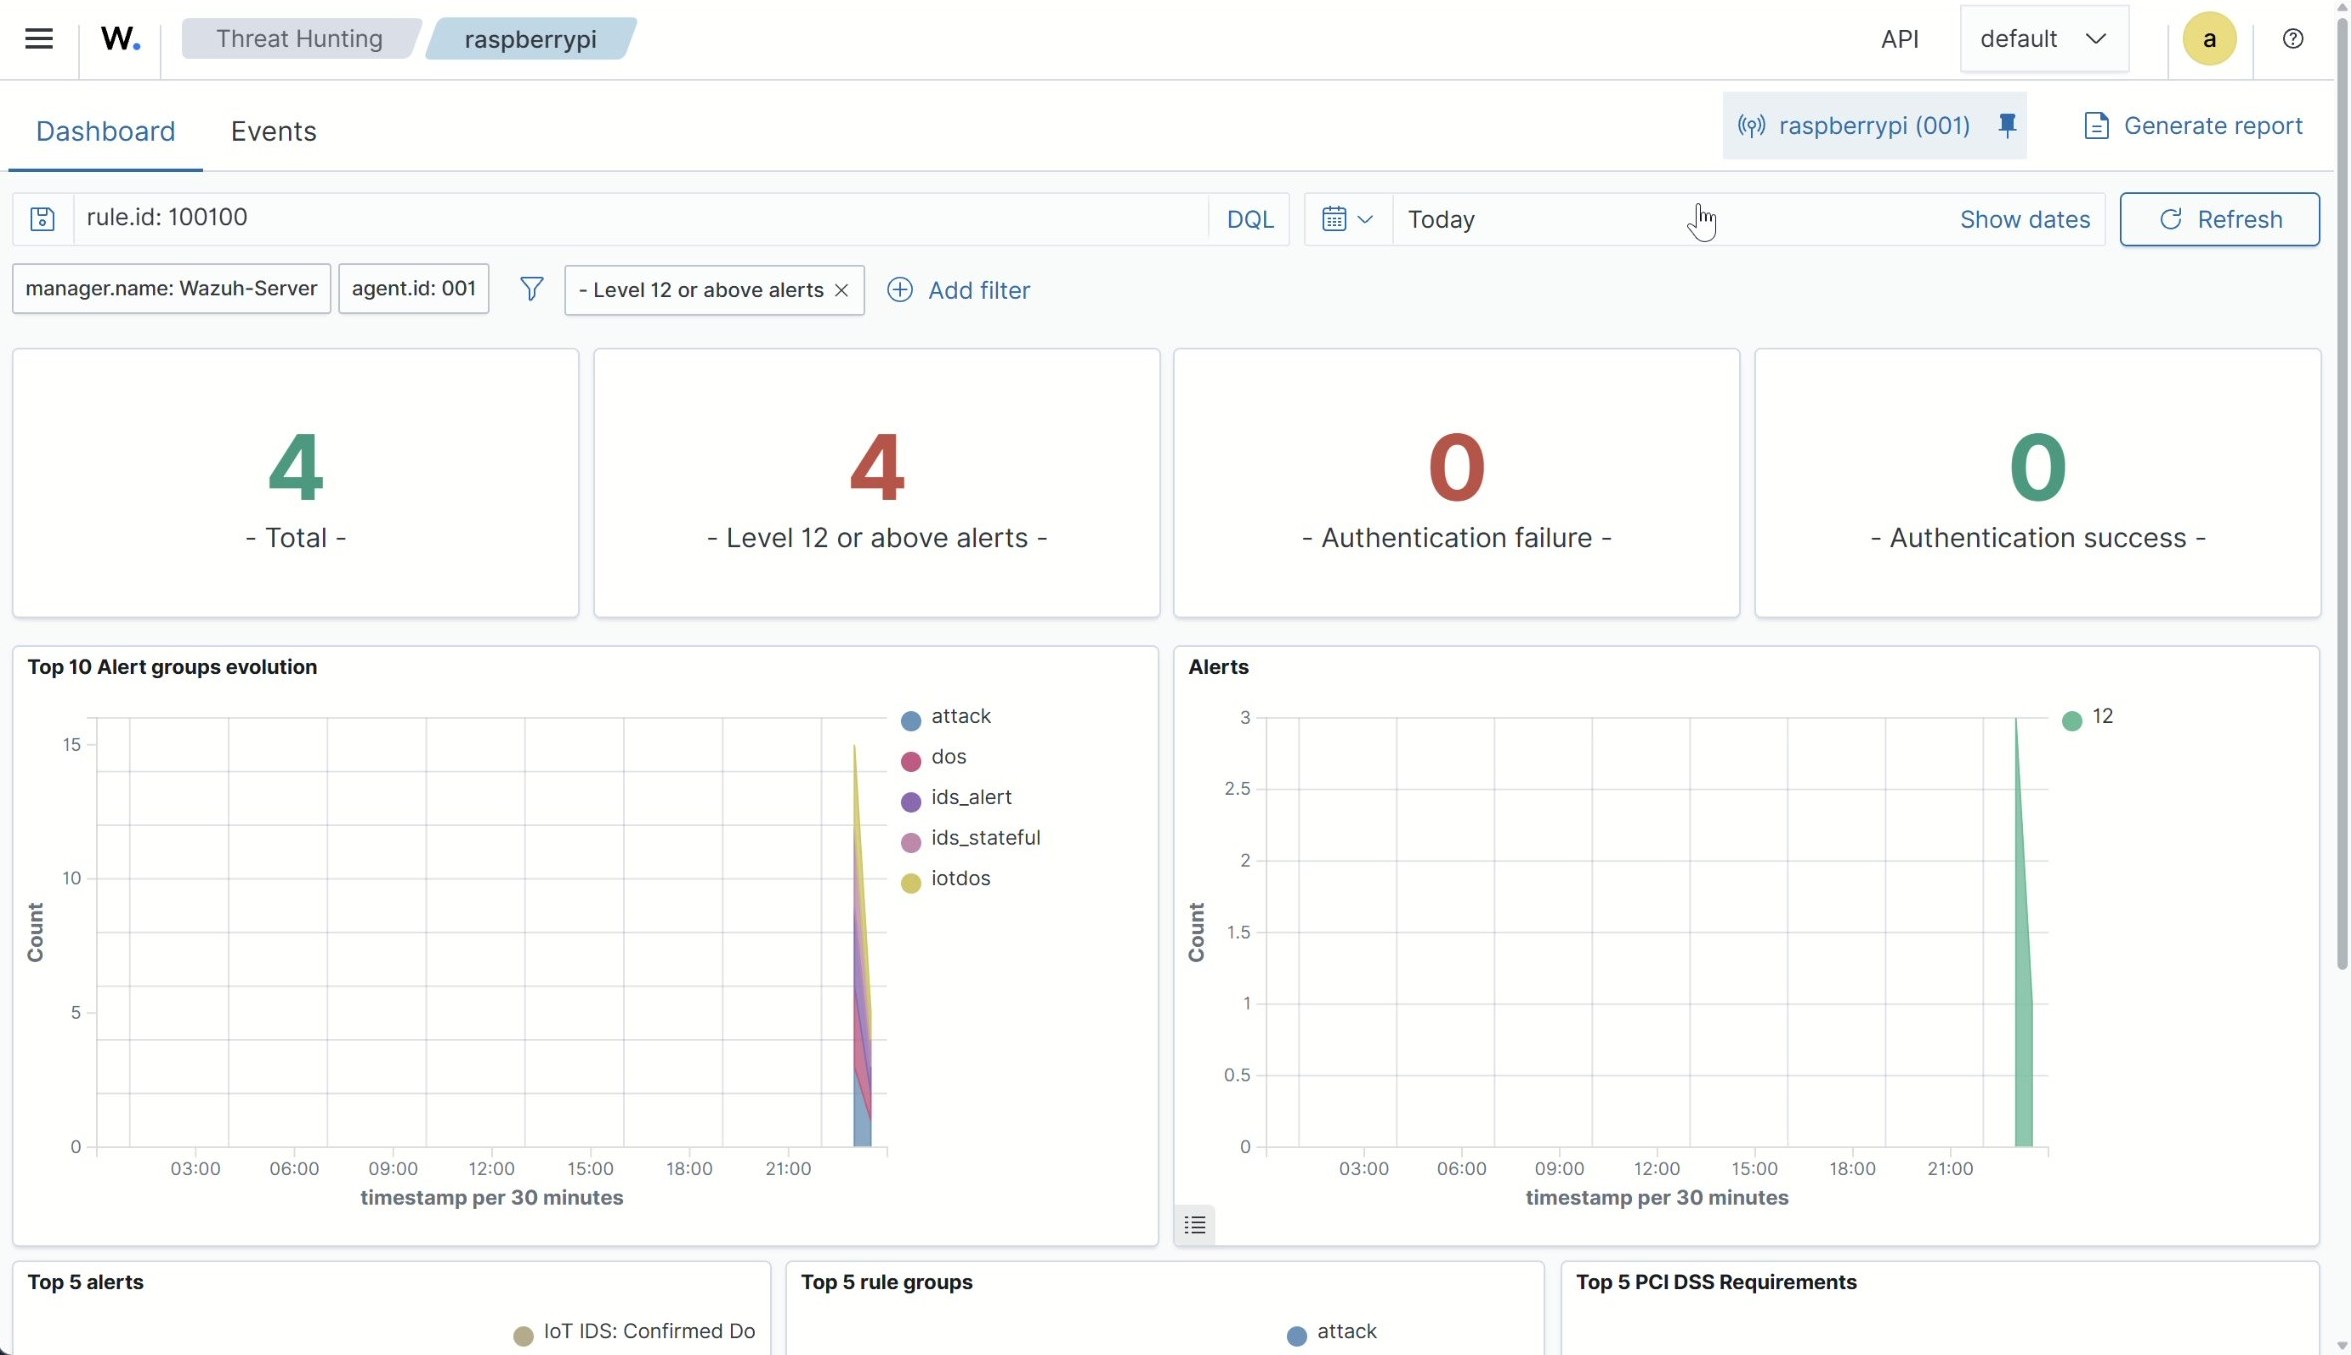 W.
Threat Hunting
raspberrypi
API
default
a
Dashboard
Events
raspberrypi (001)
Generate report
rule.id: 100100
DQL
Today
Show dates
Refresh
manager.name: Wazuh-Server
agent.id: 001
- Level 12 or above alerts
Add filter
4
- Total -
4
- Level 12 or above alerts -
0
- Authentication failure -
0
- Authentication success -
Top 10 Alert groups evolution
15
10
5
0
Count
03:00 06:00 09:00 12:00 15:00 18:00 21:00
timestamp per 30 minutes
attack
dos
ids_alert
ids_stateful
iotdos
Alerts
3
2.5
2
1.5
1
0.5
0
Count
03:00 06:00 09:00 12:00 15:00 18:00 21:00
timestamp per 30 minutes
12
Top 5 alerts
IoT IDS: Confirmed Do
Top 5 rule groups
attack
Top 5 PCI DSS Requirements